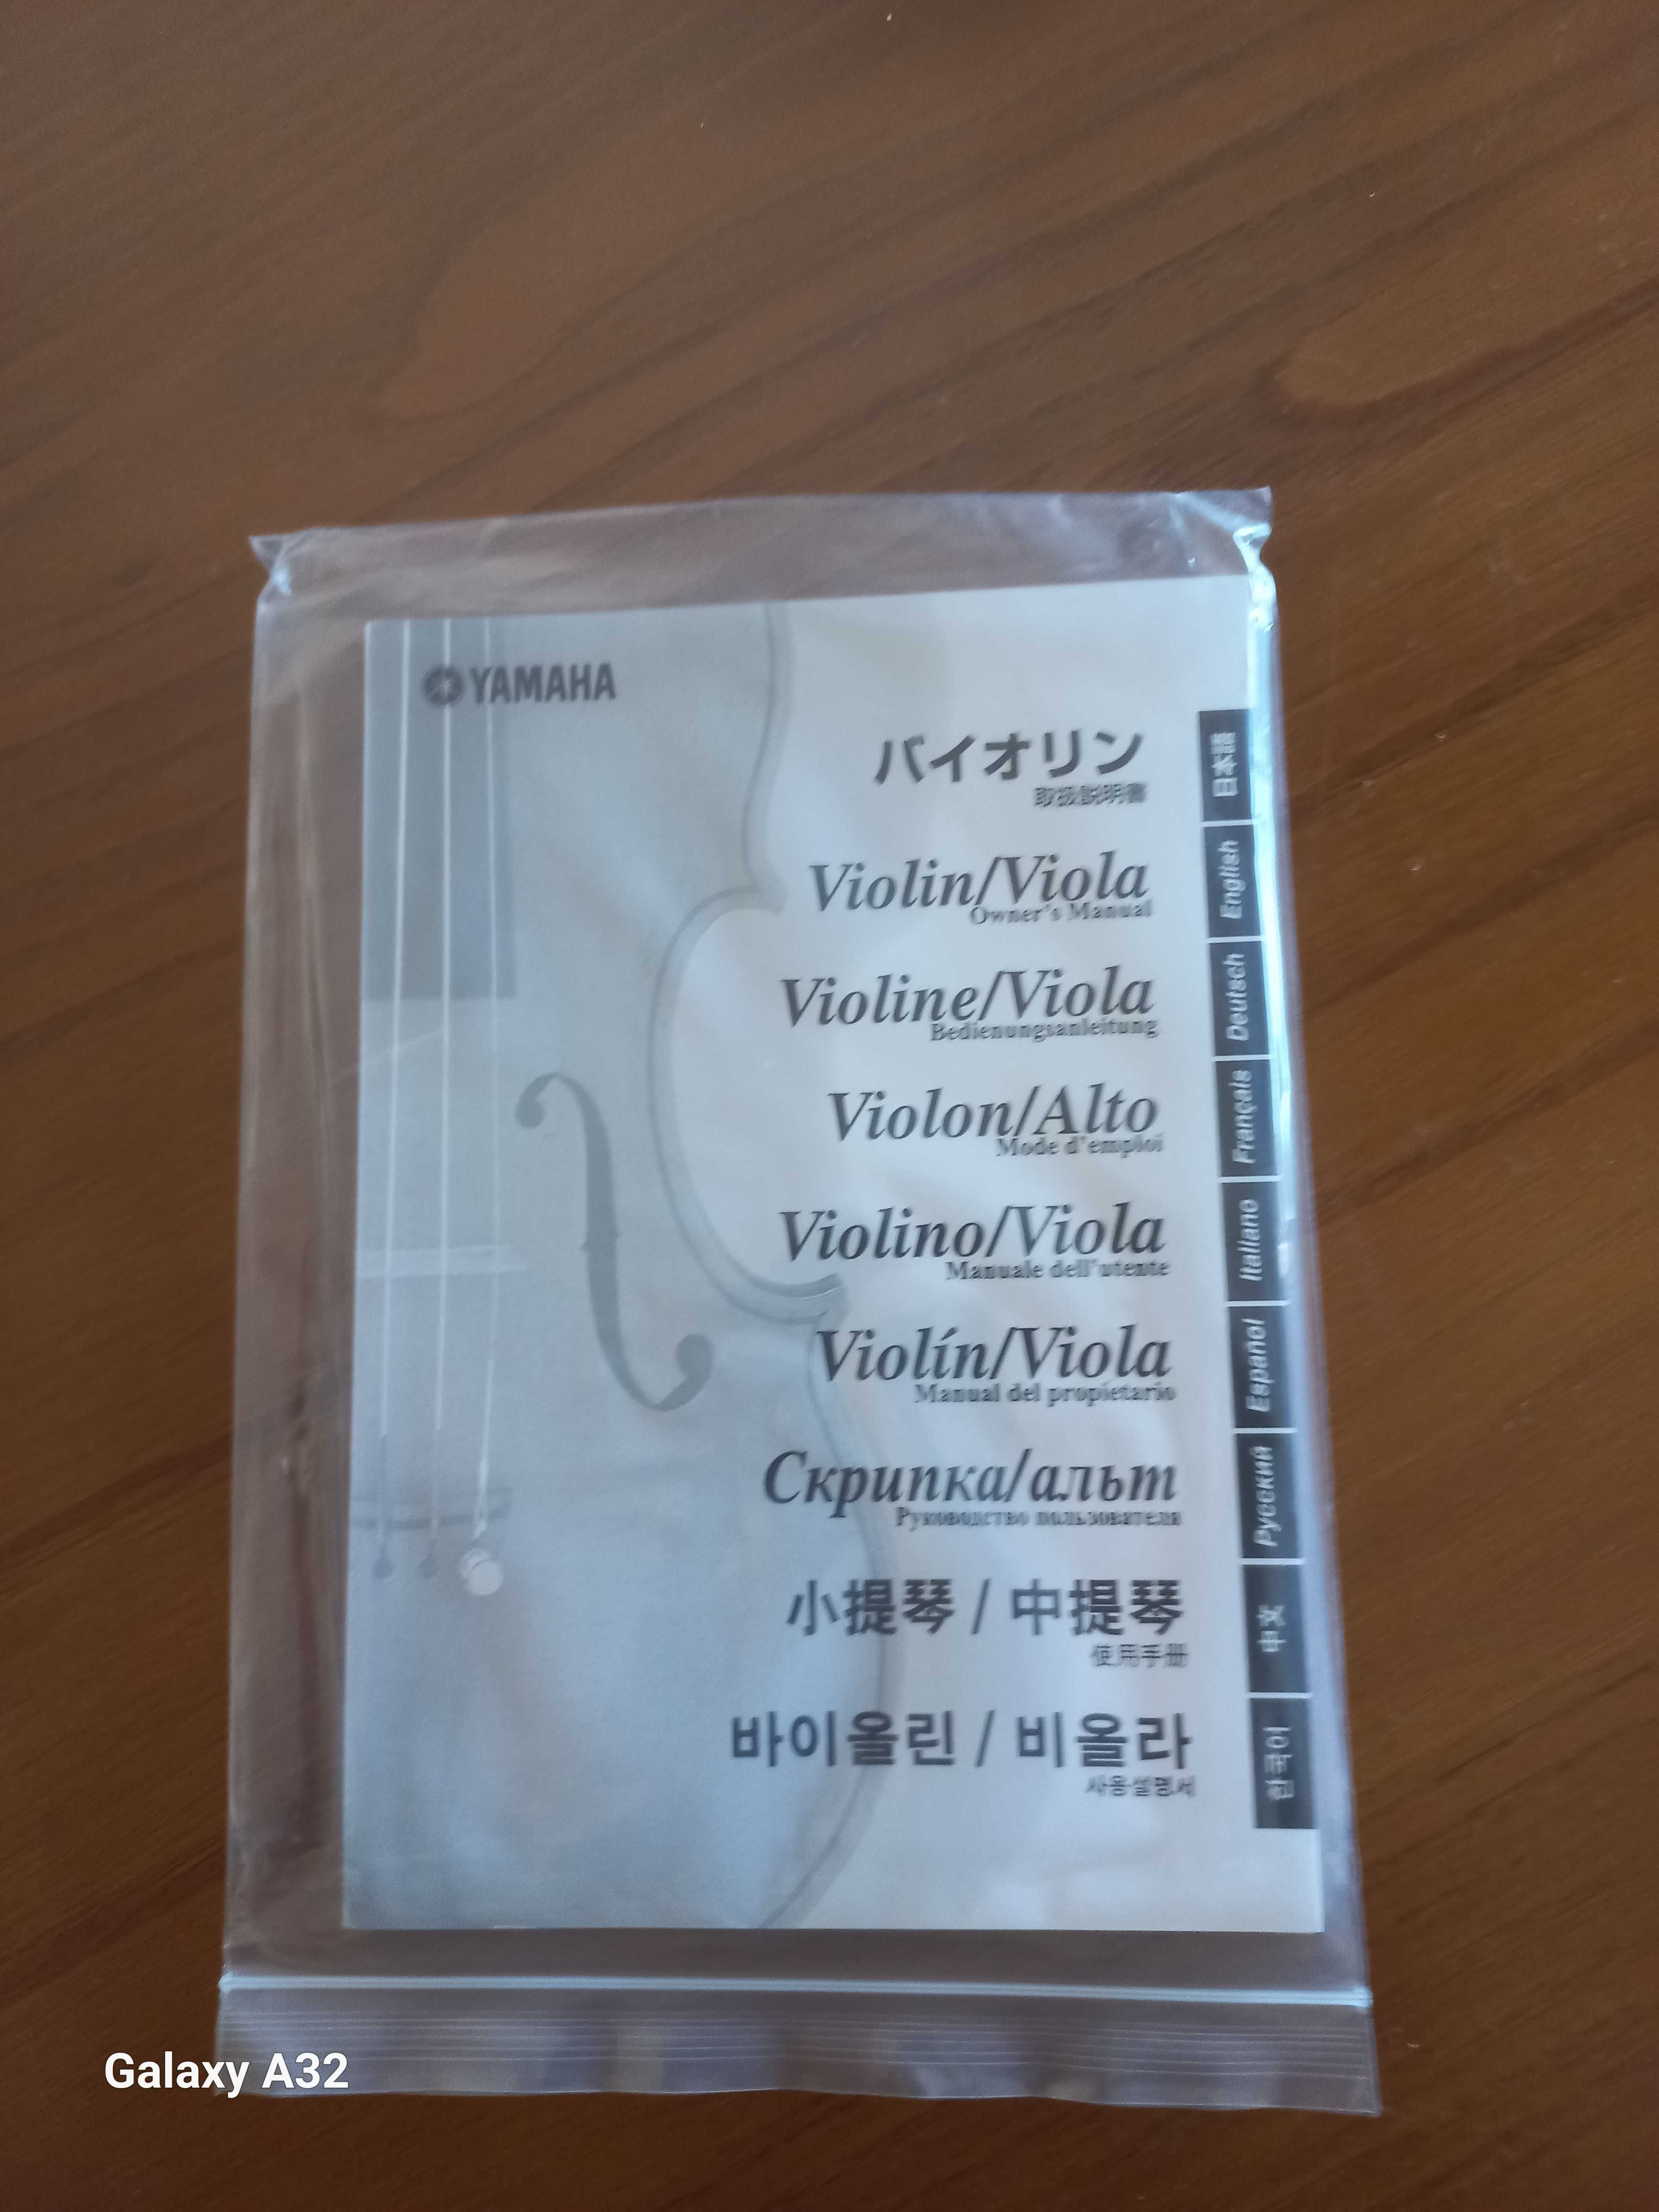 YAMAHA
バイオリン
取扱説明書
Violin/Viola
Owner's Manual
Violine/Viola
Bedienungsanleitung
Violon/Alto
Mode d'emploi
Violino/Viola
Manuale dell'utente
Violín/Viola
Manual del propietario
Скрипка/альт
Руководство пользователя
小提琴 / 中提琴
使用手册
바이올린 / 비올라
사용설명서
日本語
English
Deutsch
Français
Italiano
Español
Русский
中文
한국어
Galaxy A32